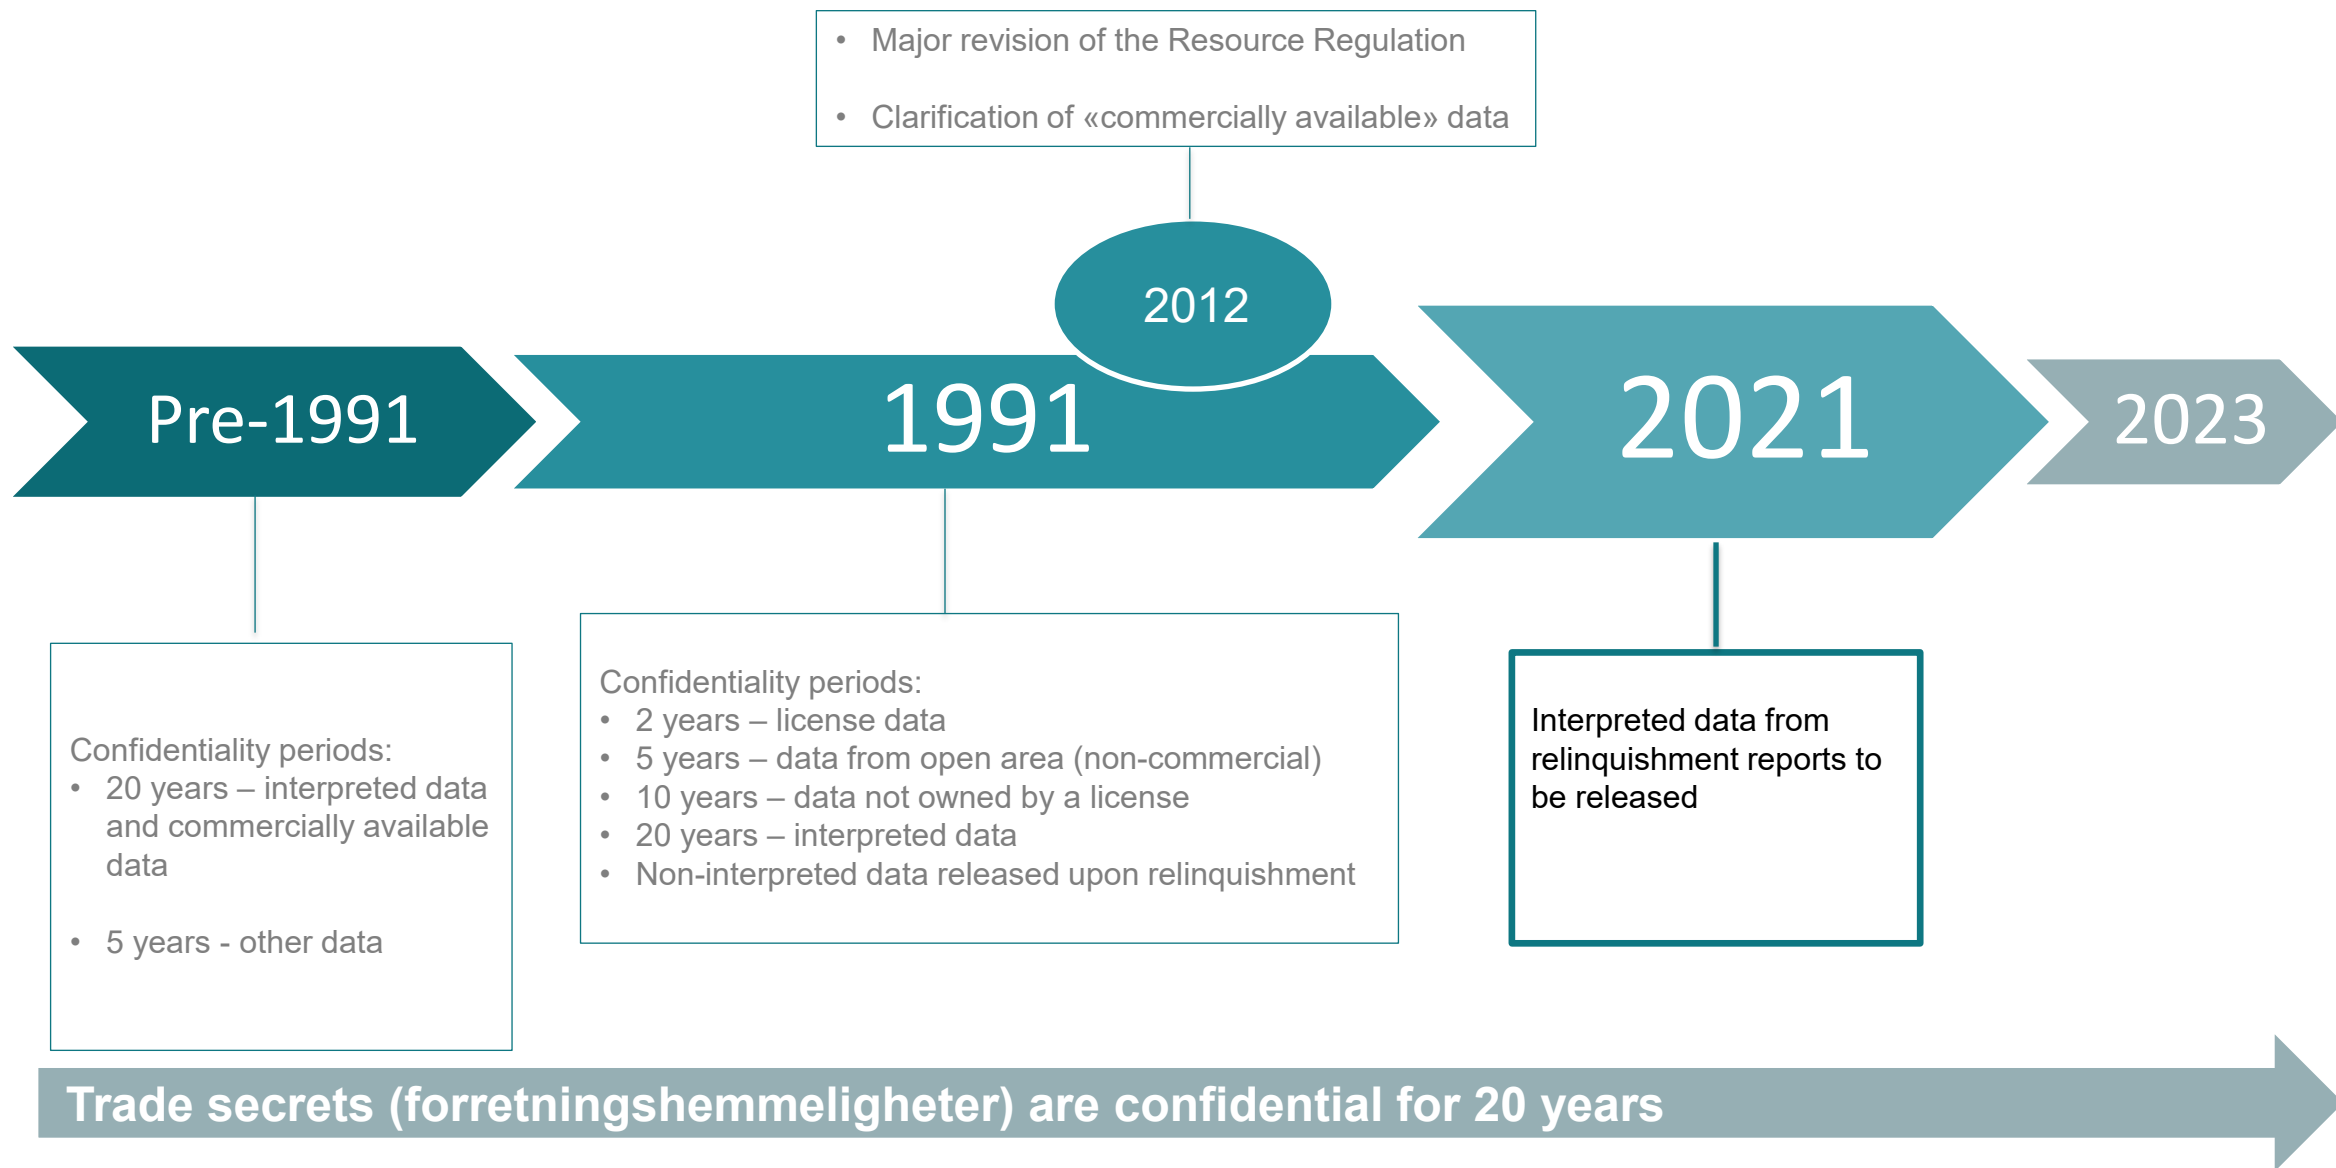 • Major revision of the Resource Regulation
• Clarification of «commercially available» data
2012
Pre-1991
1991
2021
2023
Confidentiality periods:
• 20 years – interpreted data
and commercially available
data
• 5 years - other data
Confidentiality periods:
• 2 years – license data
• 5 years – data from open area (non-commercial)
• 10 years – data not owned by a license
• 20 years – interpreted data
• Non-interpreted data released upon relinquishment
Interpreted data from
relinquishment reports to
be released
Trade secrets (forretningshemmeligheter) are confidential for 20 years